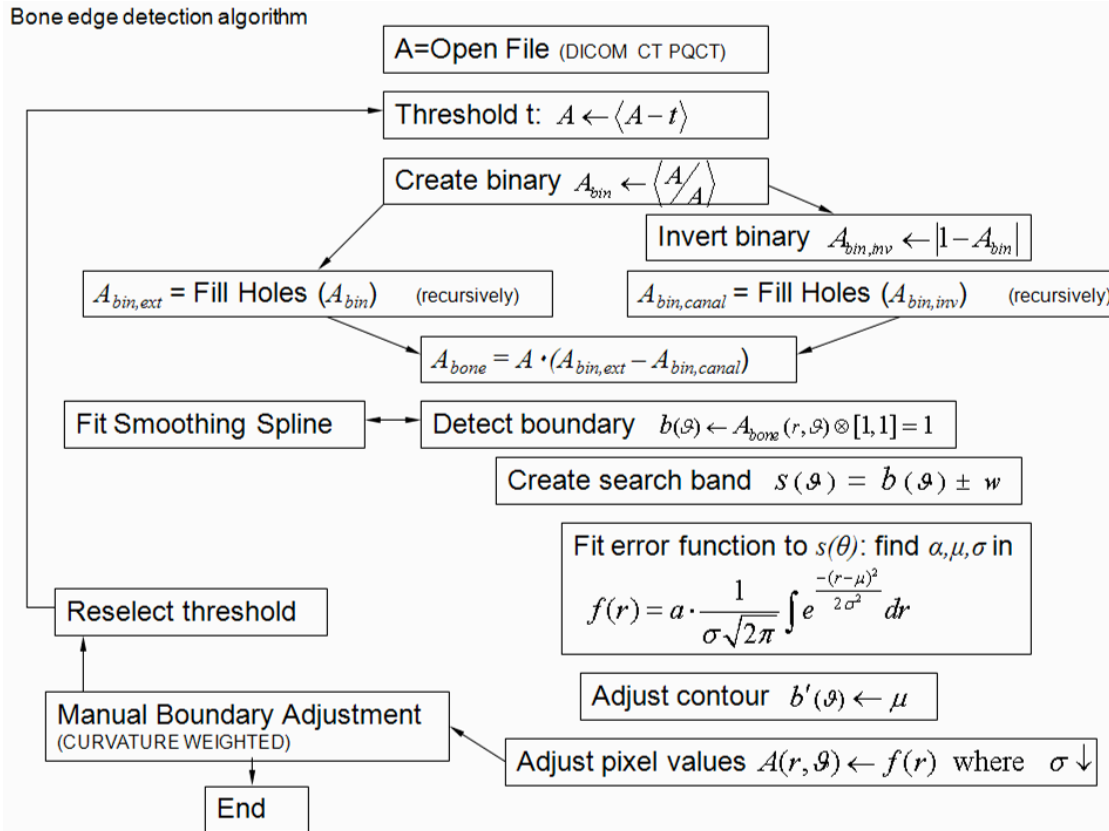 Bone edge detection algorithm
A=Open File (DICOM CT PQCT)
Threshold t: A ← ⟨A − t⟩
Create binary A_bin ← ⟨A/A⟩
Invert binary A_bin,inv ← |1 − A_bin|
A_bin,ext = Fill Holes (A_bin) (recursively)
A_bin,canal = Fill Holes (A_bin,inv) (recursively)
A_bone = A · (A_bin,ext − A_bin,canal)
Fit Smoothing Spline
Detect boundary b(ϑ) ← A_bone(r,ϑ) ⊗ [1,1] = 1
Create search band s(ϑ) = b(ϑ) ± w
Fit error function to s(θ): find α,μ,σ in
f(r) = a · 1/(σ√(2π)) ∫ e^(−(r−μ)²/(2σ²)) dr
Reselect threshold
Adjust contour b'(ϑ) ← μ
Manual Boundary Adjustment
(CURVATURE WEIGHTED)
Adjust pixel values A(r,ϑ) ← f(r) where σ ↓
End